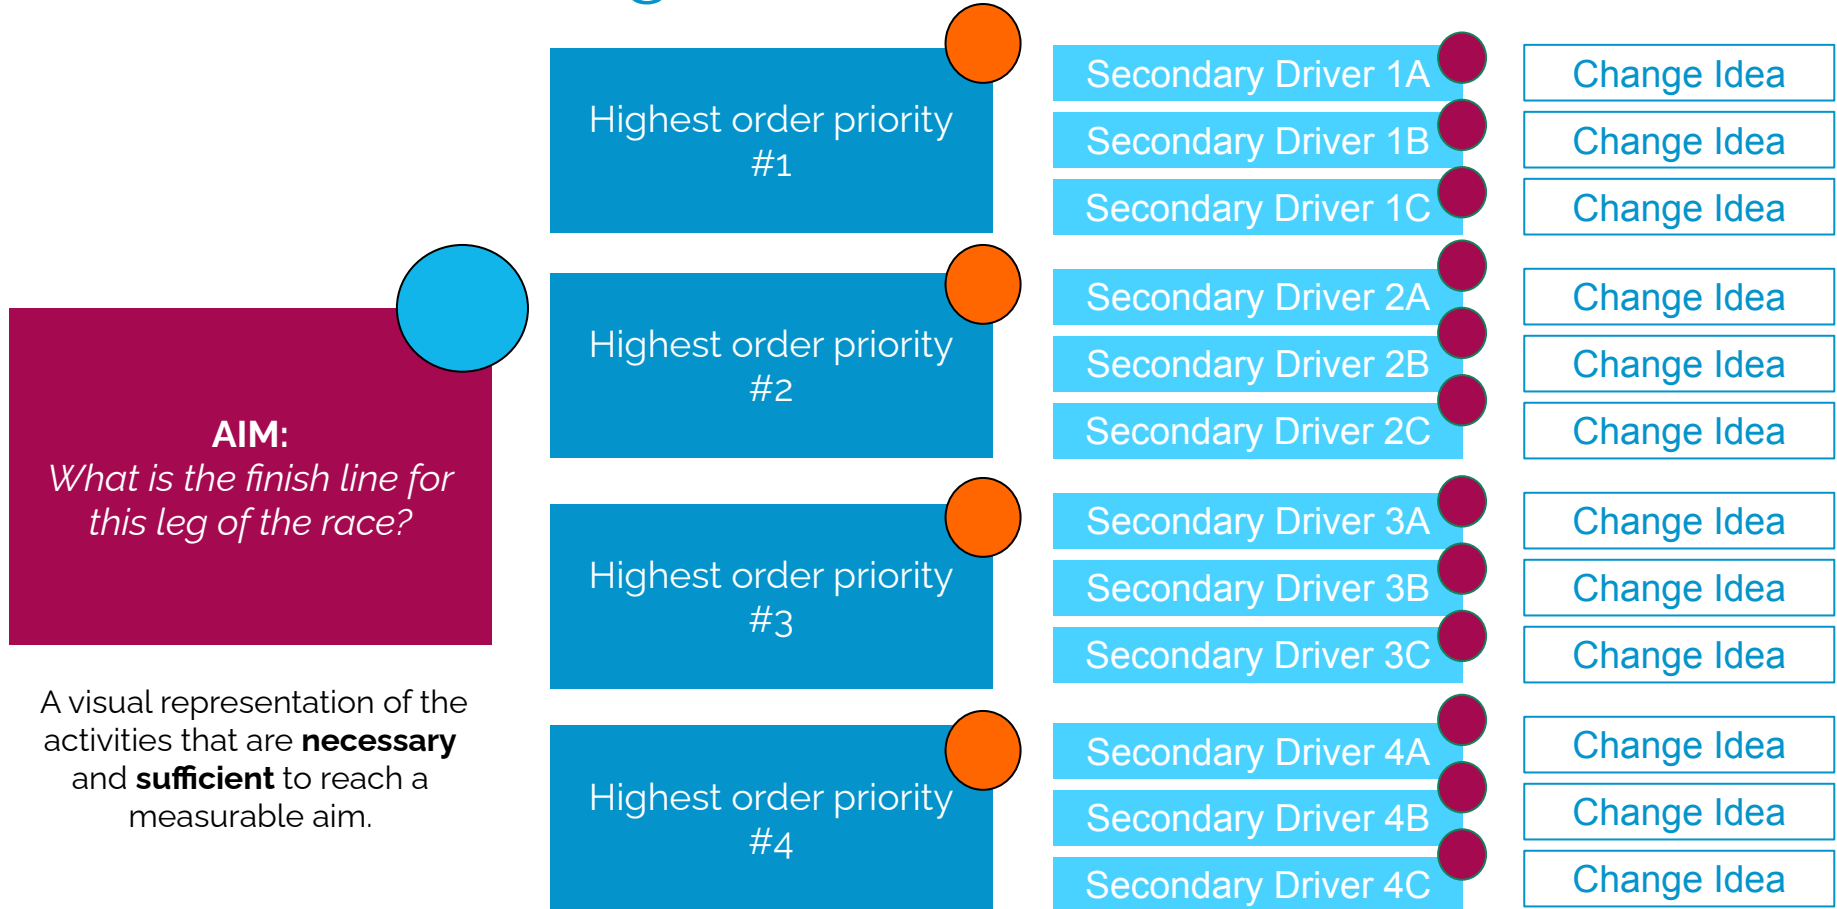 Highest order priority
#1
Secondary Driver 1A
Secondary Driver 1B
Secondary Driver 1C
Change Idea
Change Idea
Change Idea
AIM:
What is the finish line for
this leg of the race?
A visual representation of the
activities that are necessary
and sufficient to reach a
measurable aim.
Highest order priority
#2
Secondary Driver 2A
Secondary Driver 2B
Secondary Driver 2C
Change Idea
Change Idea
Change Idea
Highest order priority
#3
Secondary Driver 3A
Secondary Driver 3B
Secondary Driver 3C
Change Idea
Change Idea
Change Idea
Highest order priority
#4
Secondary Driver 4A
Secondary Driver 4B
Secondary Driver 4C
Change Idea
Change Idea
Change Idea